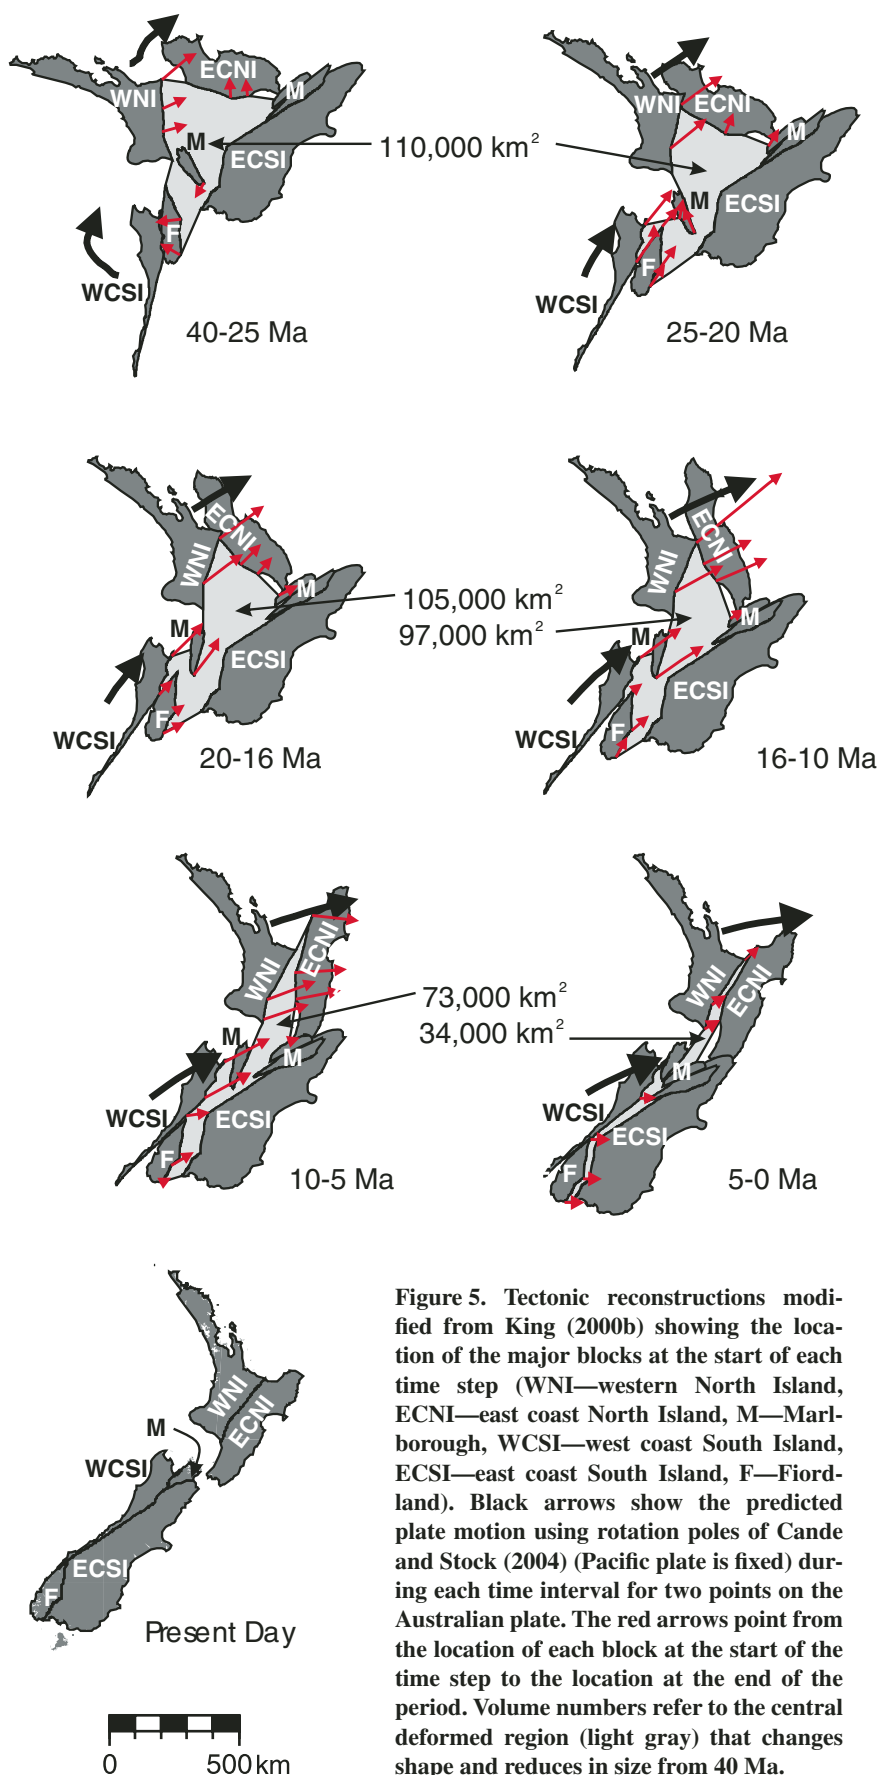 ECNI
WNI
M
M
ECSI
F
WCSI
40-25 Ma
110,000 km²
WNI
ECNI
M
M
ECSI
F
WCSI
25-20 Ma
ECNI
WNI
M
M
ECSI
F
WCSI
20-16 Ma
105,000 km²
97,000 km²
ECNI
WNI
M
M
ECSI
F
WCSI
16-10 Ma
ECNI
WNI
M
M
WCSI
ECSI
F
10-5 Ma
73,000 km²
34,000 km²
WNI
ECNI
M
WCSI
ECSI
F
5-0 Ma
WNI
ECNI
M
WCSI
ECSI
F
Present Day
0 500 km
Figure 5. Tectonic reconstructions modi-
fied from King (2000b) showing the loca-
tion of the major blocks at the start of each
time step (WNI—western North Island,
ECNI—east coast North Island, M—Marl-
borough, WCSI—west coast South Island,
ECSI—east coast South Island, F—Fiord-
land). Black arrows show the predicted
plate motion using rotation poles of Cande
and Stock (2004) (Pacific plate is fixed) dur-
ing each time interval for two points on the
Australian plate. The red arrows point from
the location of each block at the start of the
time step to the location at the end of the
period. Volume numbers refer to the central
deformed region (light gray) that changes
shape and reduces in size from 40 Ma.